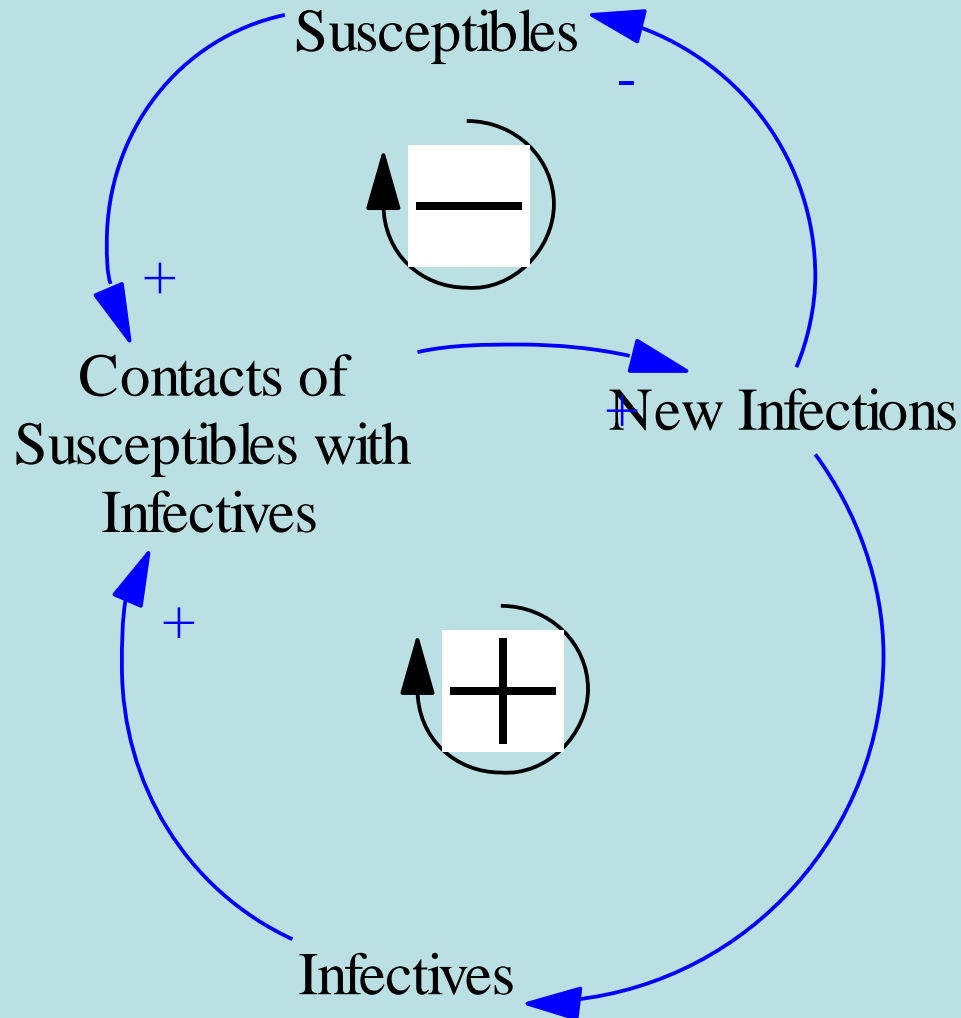 Susceptibles
-
+
Contacts of
Susceptibles with
Infectives
+
New Infections
+
Infectives